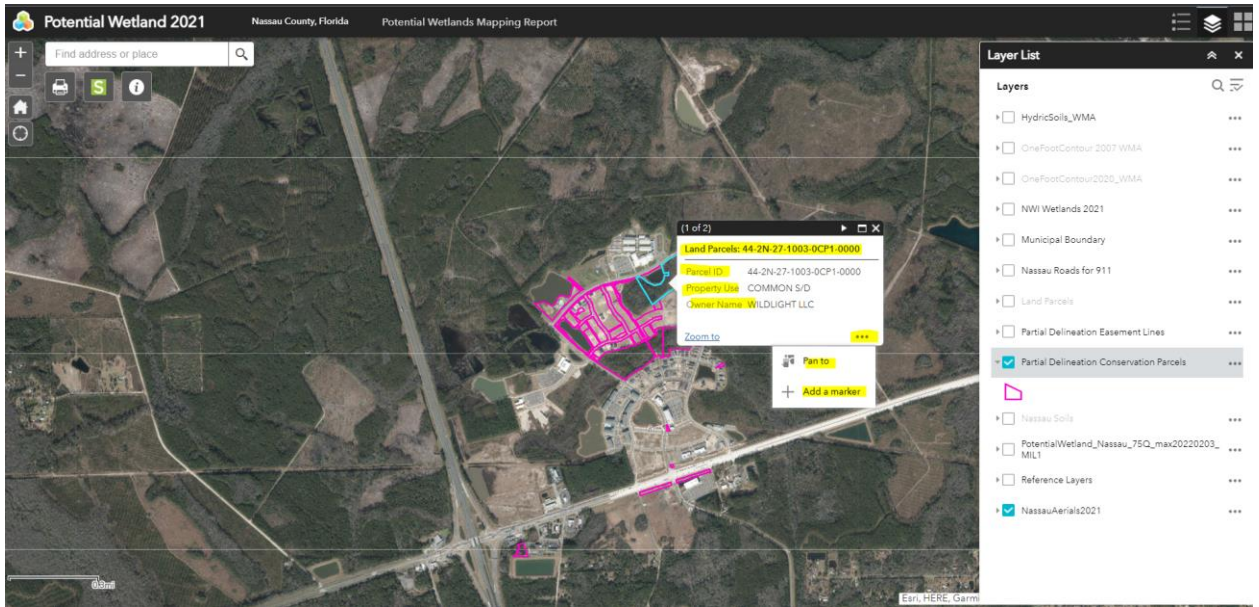 Potential Wetland 2021
Nassau County, Florida
Potential Wetlands Mapping Report
+
Find address or place
−
S
i
Layer List
Layers
HydricSoils_WMA
OneFootContour 2007 WMA
OneFootContour2020_WMA
NWI Wetlands 2021
Municipal Boundary
Nassau Roads for 911
Land Parcels
Partial Delineation Easement Lines
Partial Delineation Conservation Parcels
Nassau Soils
PotentialWetland_Nassau_75Q_max20220203_
MIL1
Reference Layers
NassauAerials2021
(1 of 2)
Land Parcels: 44-2N-27-1003-0CP1-0000
Parcel ID 44-2N-27-1003-0CP1-0000
Property Use COMMON S/D
Owner Name WILDLIGHT LLC
Zoom to
Pan to
Add a marker
0.3mi
Esri, HERE, Garmi